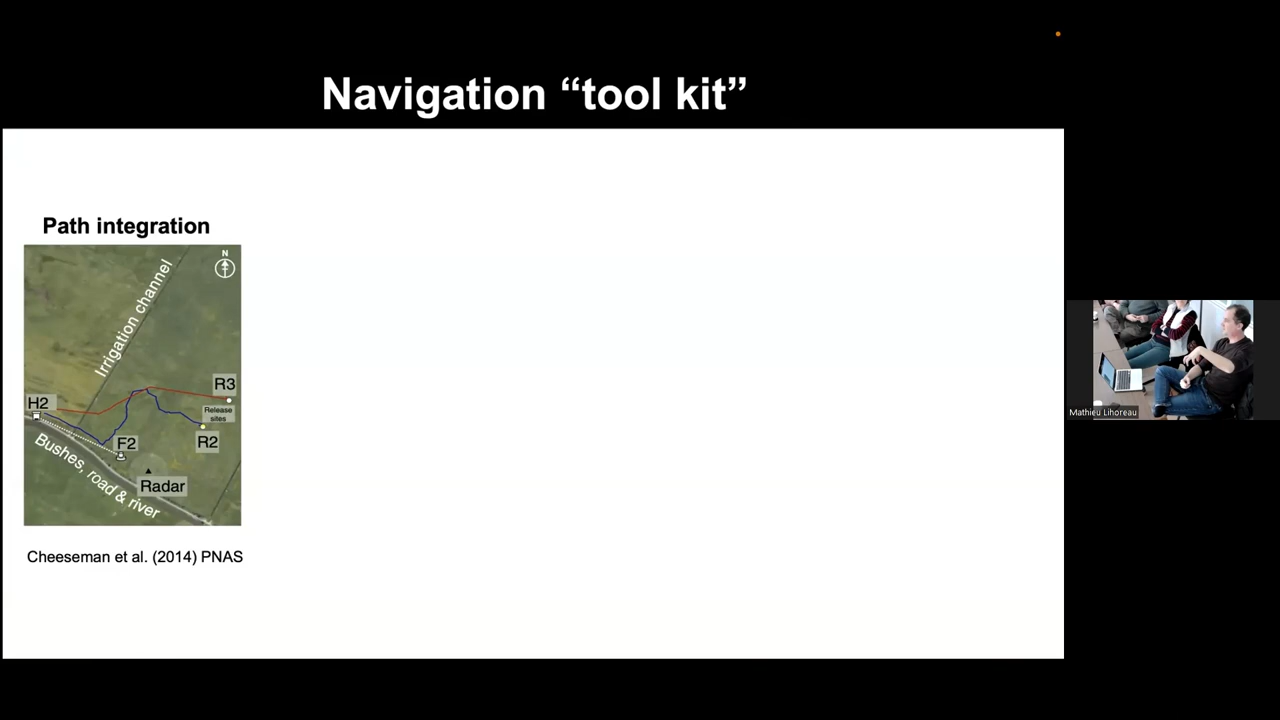 Navigation “tool kit”
Path integration
N
Irrigation channel
R3
H2
Release
sites
F2
R2
Bushes, road & river
Radar
Cheeseman et al. (2014) PNAS
Mathieu Lihoreau